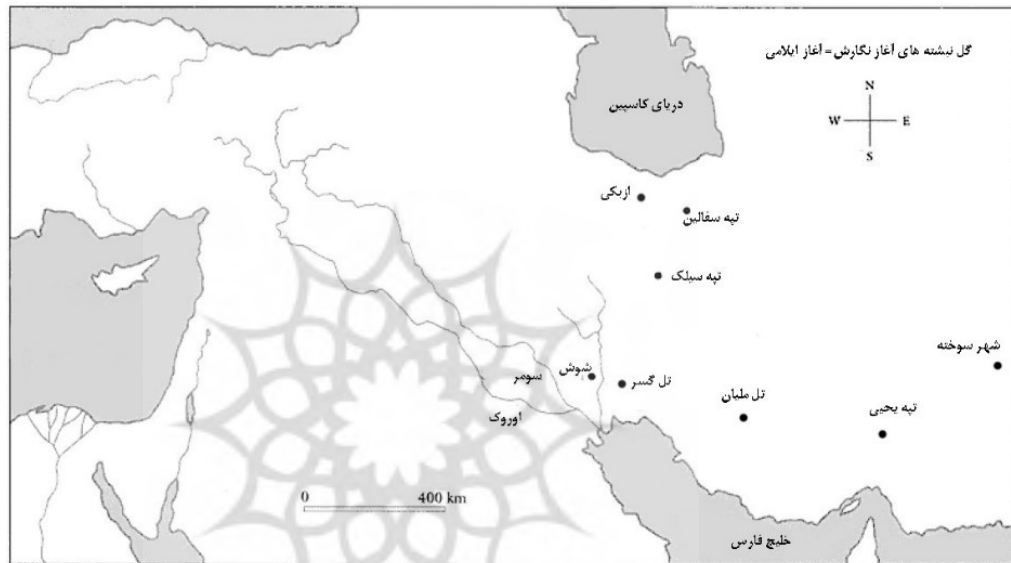 گل نبشته های آغاز نگارش = آغاز ایلامی
N
W E
S
دریای کاسپین
ازبکی
تپه سفالین
تپه سیلک
شهر سوخته
شوش
تل گسر
سومر
تل ملیان
تپه یحیی
اوروک
0 400 km
خلیج فارس